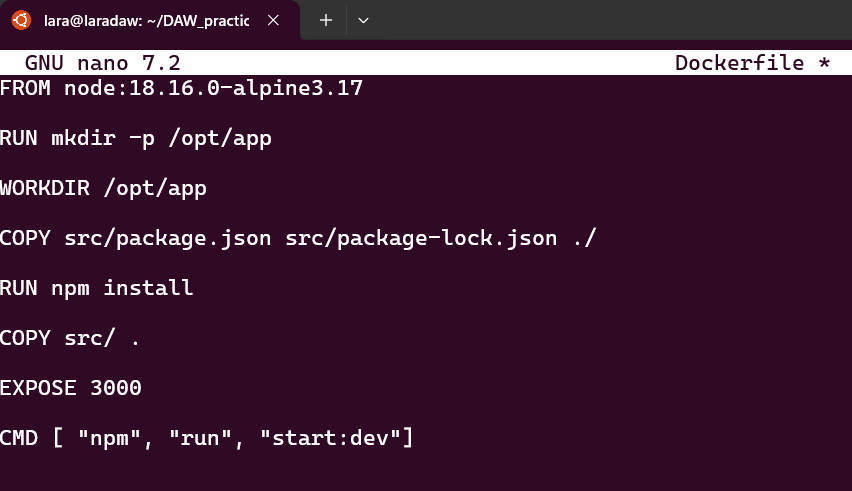 lara@laradaw: ~/DAW_practic
GNU nano 7.2 Dockerfile *
FROM node:18.16.0-alpine3.17
RUN mkdir -p /opt/app
WORKDIR /opt/app
COPY src/package.json src/package-lock.json ./
RUN npm install
COPY src/ .
EXPOSE 3000
CMD [ "npm", "run", "start:dev"]